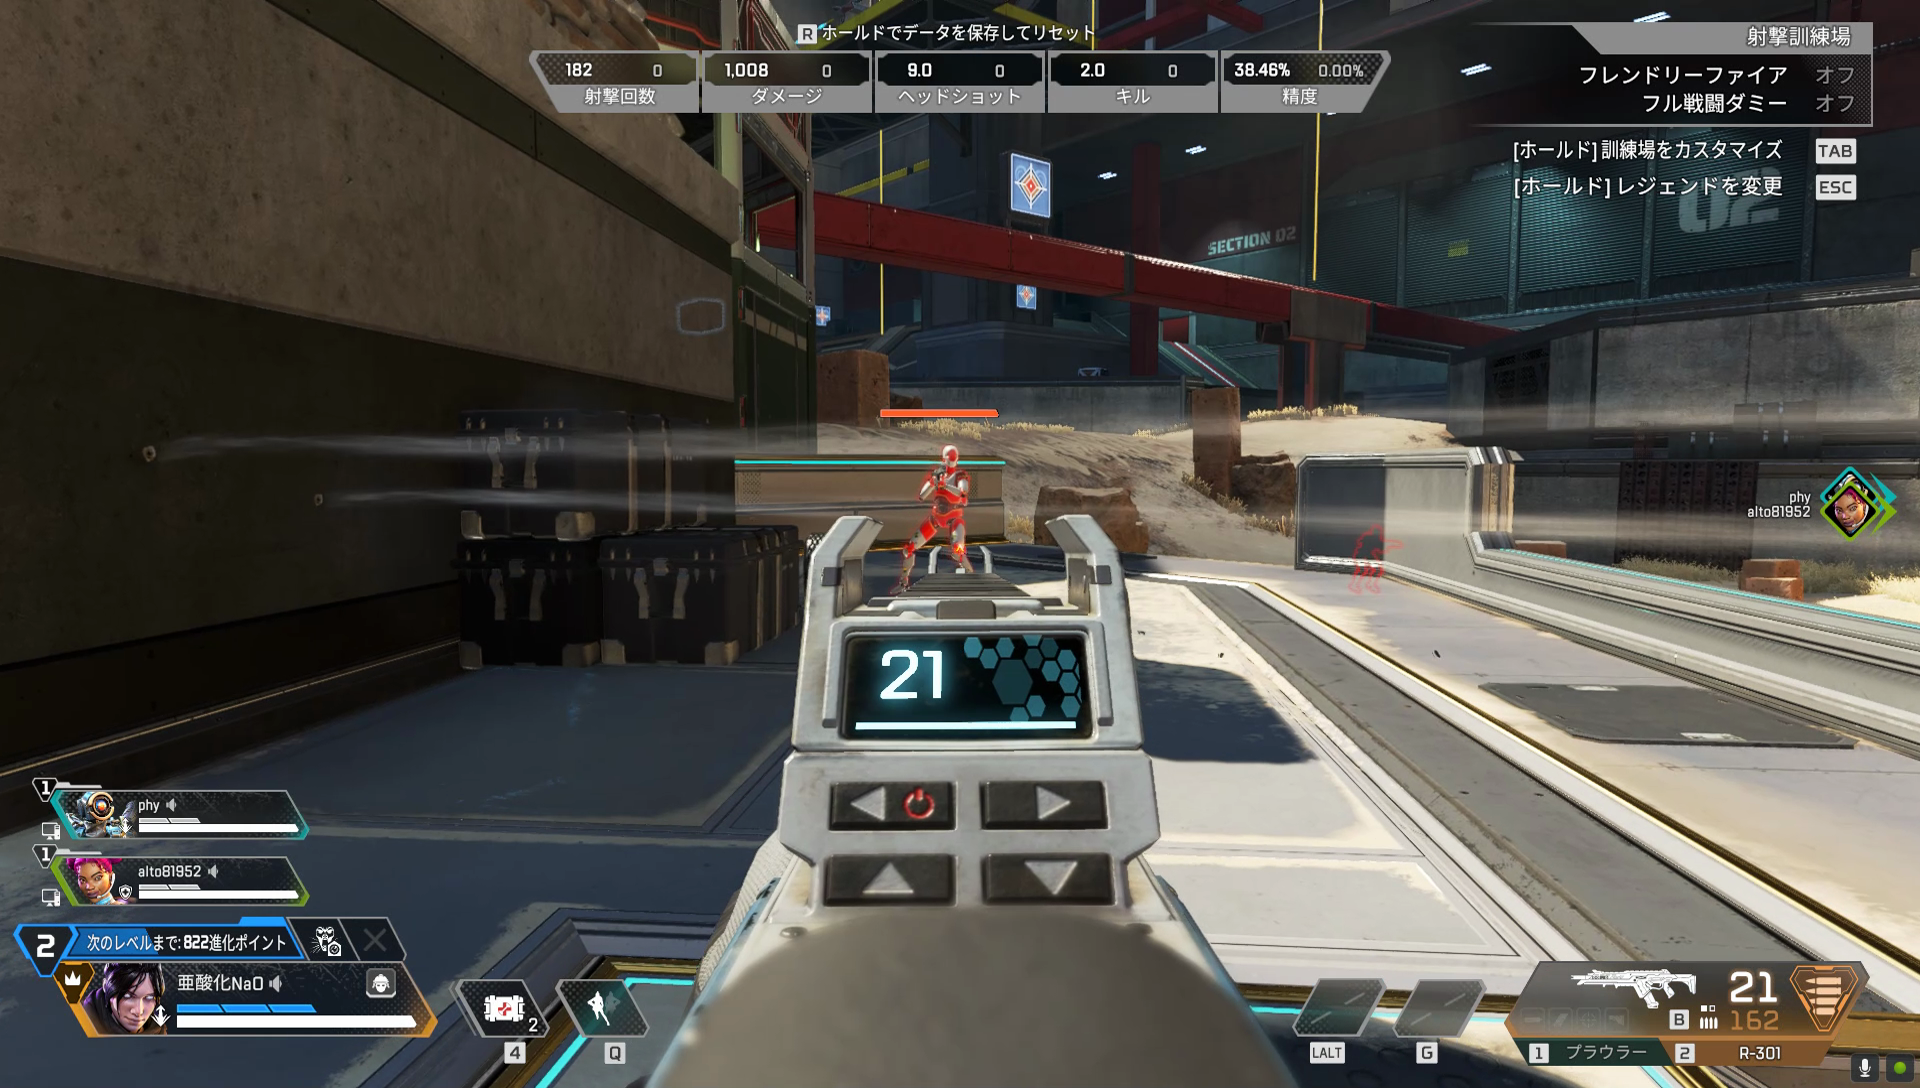 R ホールドでデータを保存してリセット
182 0 1,008 0 9.0 0 2.0 0 38.46% 0.00%
射撃回数 ダメージ ヘッドショット キル 精度
射撃訓練場
フレンドリーファイア オフ
フル戦闘ダミー オフ
[ホールド]訓練場をカスタマイズ TAB
[ホールド]レジェンドを変更 ESC
02
SECTION 02
phy
alto81952
21
1
phy
1
alto81952
2 次のレベルまで:822進化ポイント
亜酸化NaO
2
4 Q
LALT G
21
B 162
1 プラウラー 2 R-301